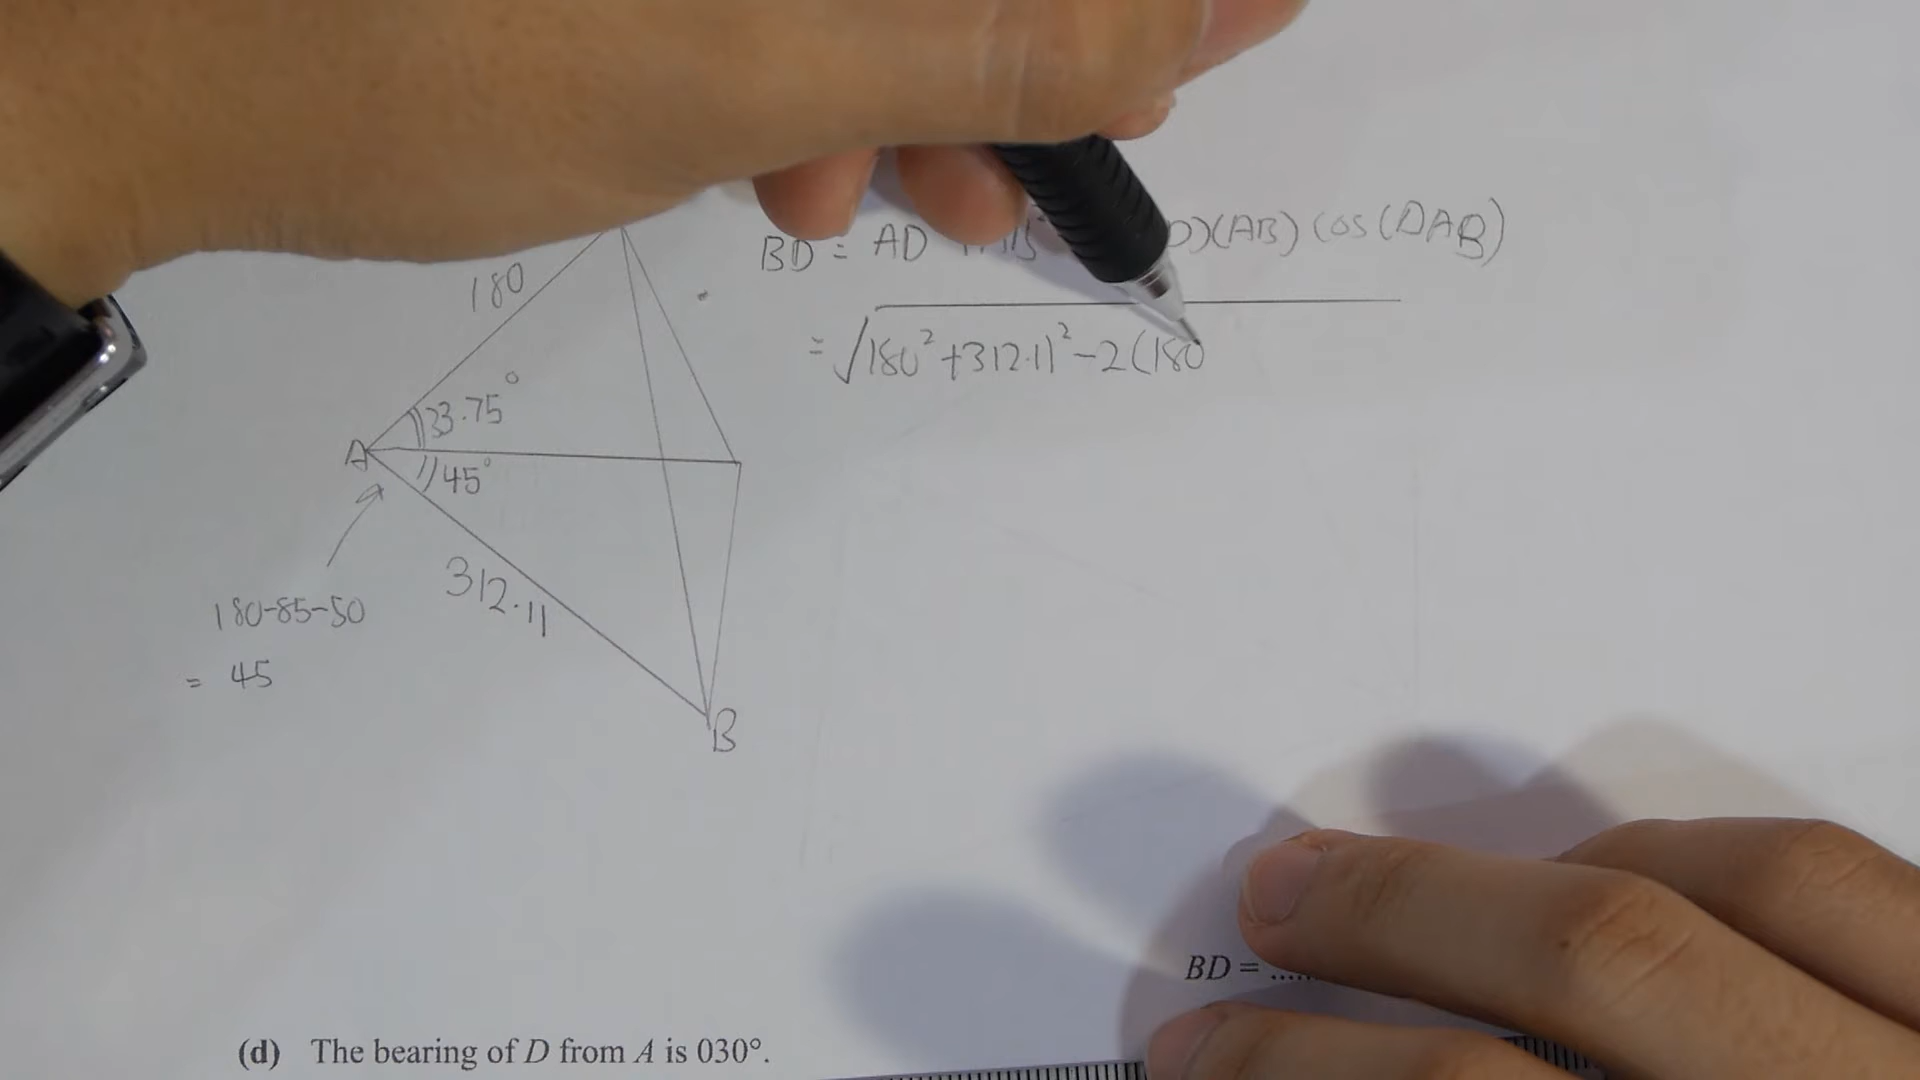 180
BD = AD )(AB) cos (DAB)
= √180² + 312.11² - 2(180
33.75°
A
45°
312.11
180-85-50
= 45
B
BD = ......
(d) The bearing of D from A is 030°.